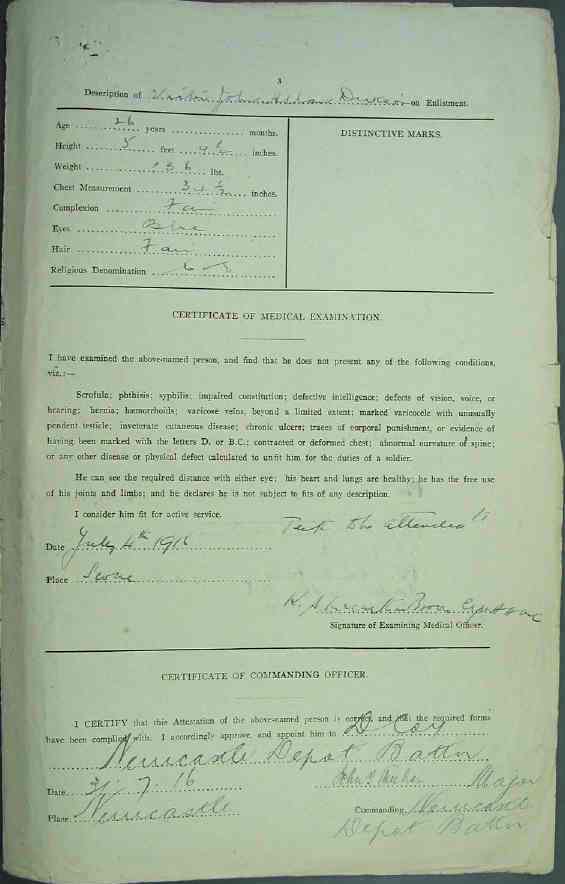 3
Description of John on Enlistment.
Age 26 years months.
Height 5 feet inches.
Weight 136 lbs.
Chest Measurement inches.
Complexion Fair
Eyes Blue
Hair Fair
Religious Denomination
DISTINCTIVE MARKS.
CERTIFICATE OF MEDICAL EXAMINATION.
I have examined the above-named person, and find that he does not present any of the following conditions,
viz.:—
Scrofula; phthisis; syphilis; impaired constitution; defective intelligence; defects of vision, voice, or
hearing; hernia; hæmorrhoids; varicose veins, beyond a limited extent; marked varicocele with unusually
pendent testicle; inveterate cutaneous disease; chronic ulcers; traces of corporal punishment, or evidence of
having been marked with the letters D. or B.C.; contracted or deformed chest; abnormal curvature of spine;
or any other disease or physical defect calculated to unfit him for the duties of a soldier.
He can see the required distance with either eye; his heart and lungs are healthy; he has the free use
of his joints and limbs; and he declares he is not subject to fits of any description.
I consider him fit for active service.
Teeth to be attended to
Date July 4th 1916
Place Scone
Signature of Examining Medical Officer.
CERTIFICATE OF COMMANDING OFFICER.
I CERTIFY that this Attestation of the above-named person is correct, and that the required forms
have been complied with. I accordingly approve, and appoint him to D Coy
Newcastle Depot Battn
Date 7 16
Major
Place Newcastle
Commanding Newcastle
Depot Battn